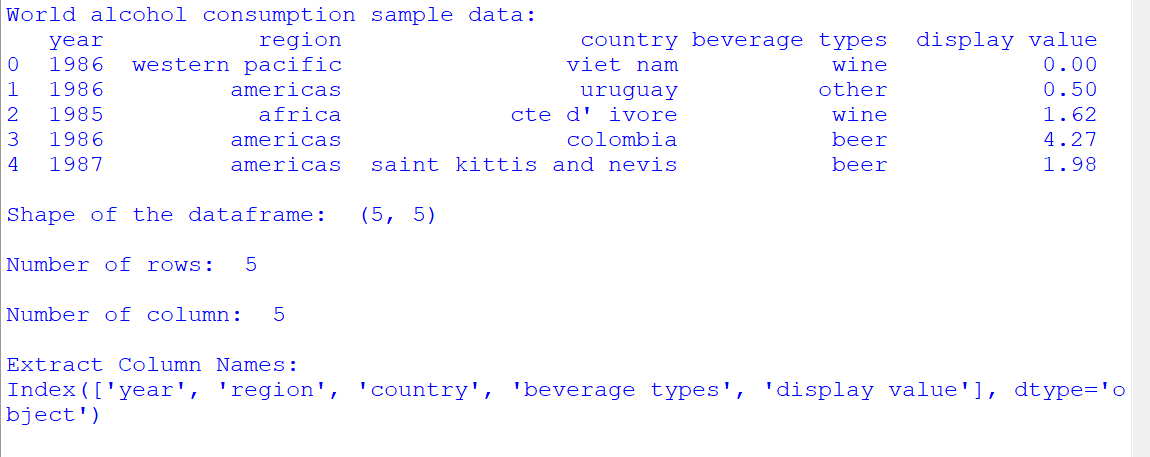 World alcohol consumption sample data:
year region country beverage types display value
0 1986 western pacific viet nam wine 0.00
1 1986 americas uruguay other 0.50
2 1985 africa cte d' ivore wine 1.62
3 1986 americas colombia beer 4.27
4 1987 americas saint kittis and nevis beer 1.98
Shape of the dataframe: (5, 5)
Number of rows: 5
Number of column: 5
Extract Column Names:
Index(['year', 'region', 'country', 'beverage types', 'display value'], dtype='o
bject')